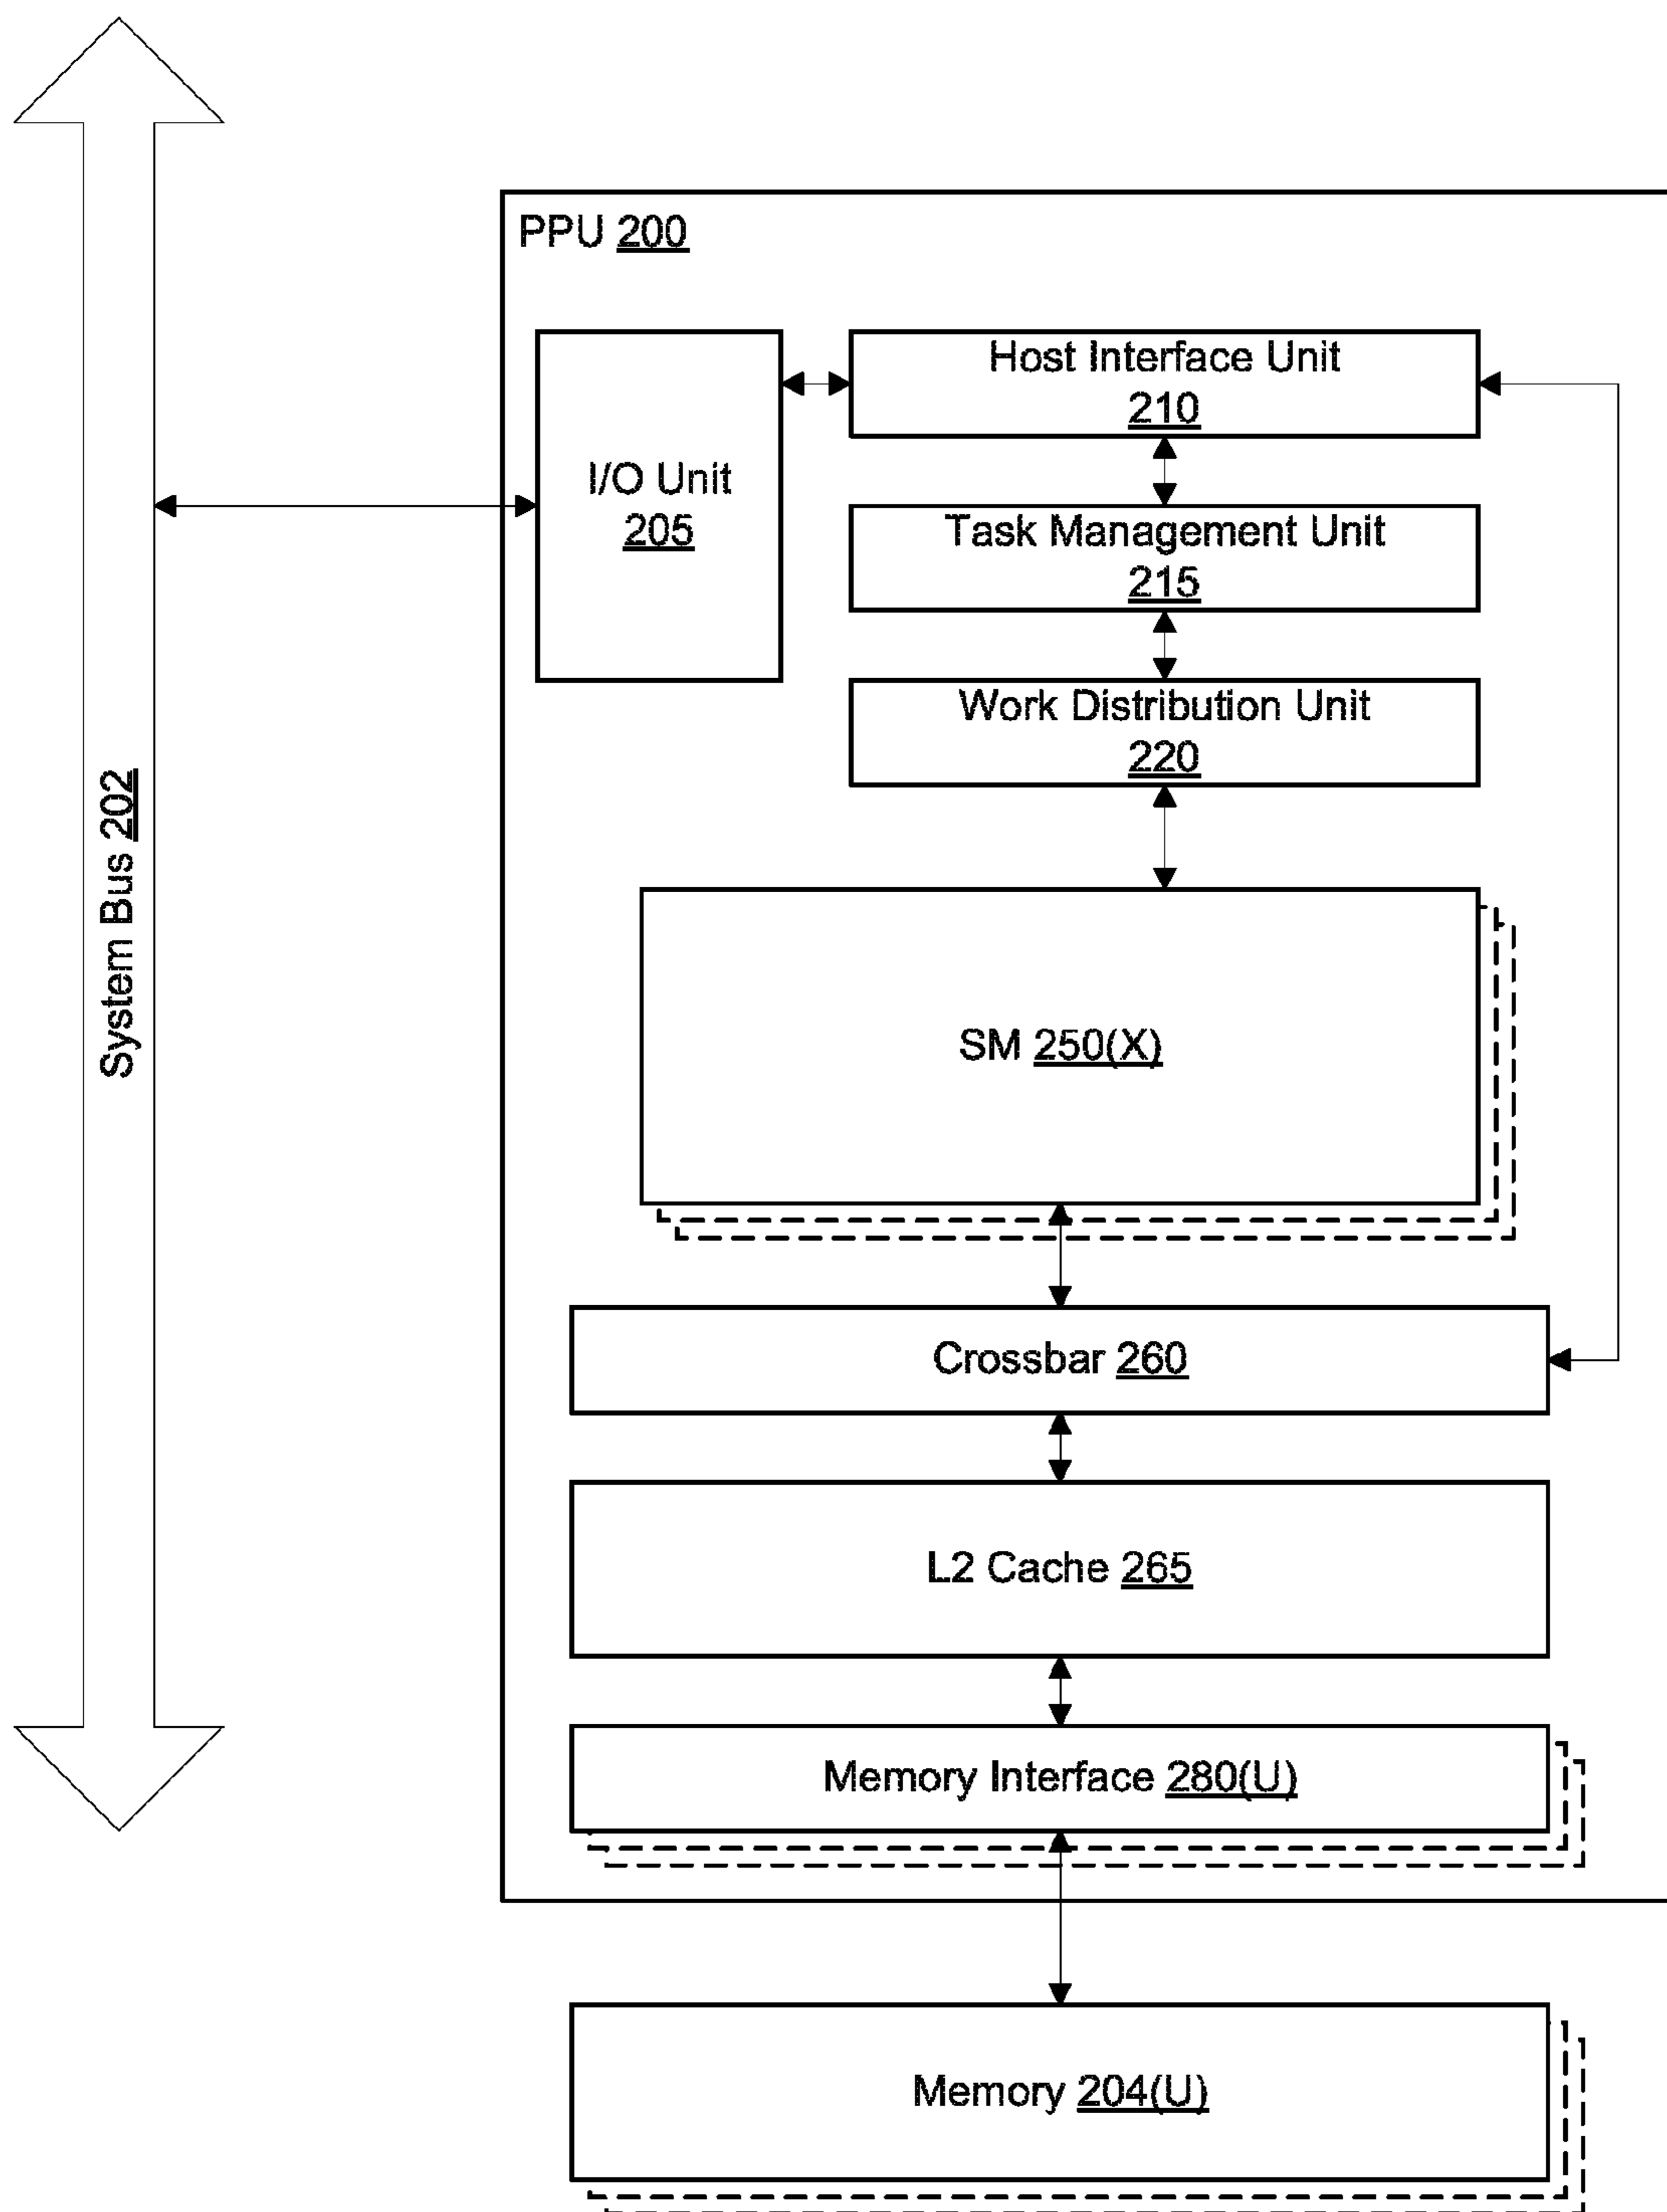 PPU 200
Host Interface Unit
210
I/O Unit
205
Task Management Unit
215
Work Distribution Unit
220
System Bus 202
SM 250(X)
Crossbar 260
L2 Cache 265
Memory Interface 280(U)
Memory 204(U)